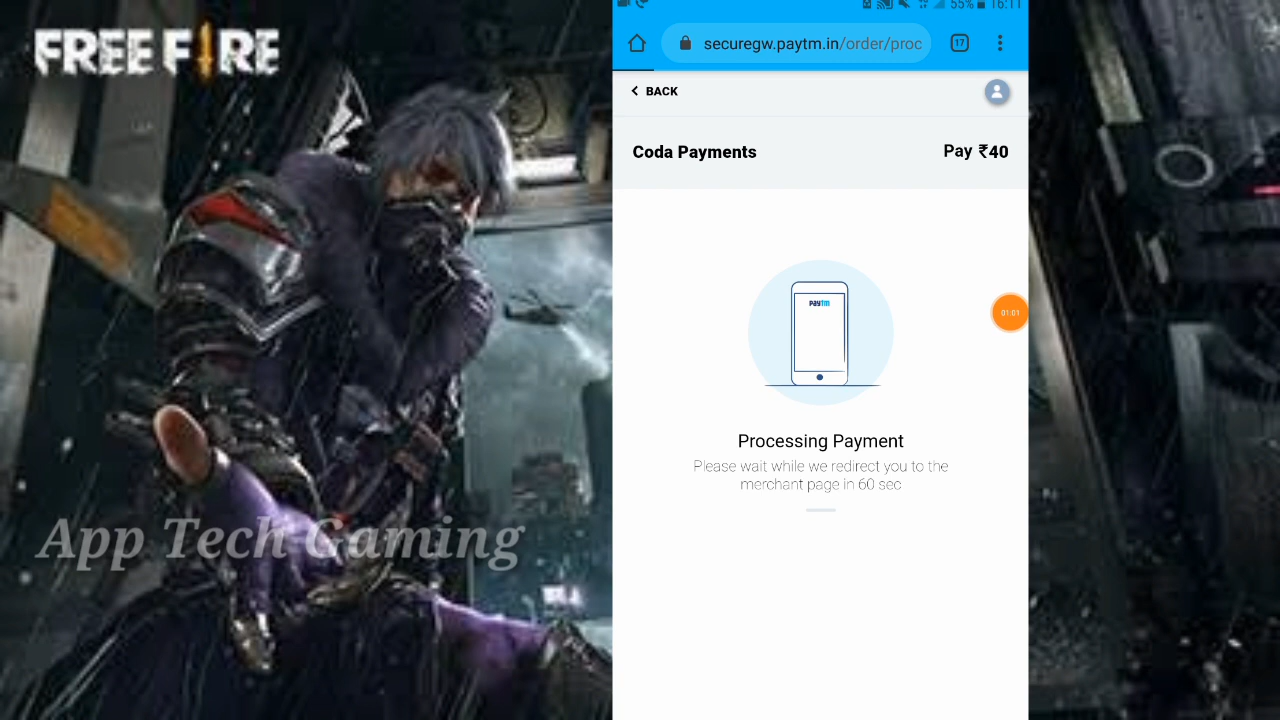 FREE FIRE
App Tech Gaming
55% 16:11
securegw.paytm.in/order/proc
17
BACK
Coda Payments
Pay ₹40
paytm
01:01
Processing Payment
Please wait while we redirect you to the
merchant page in 60 sec